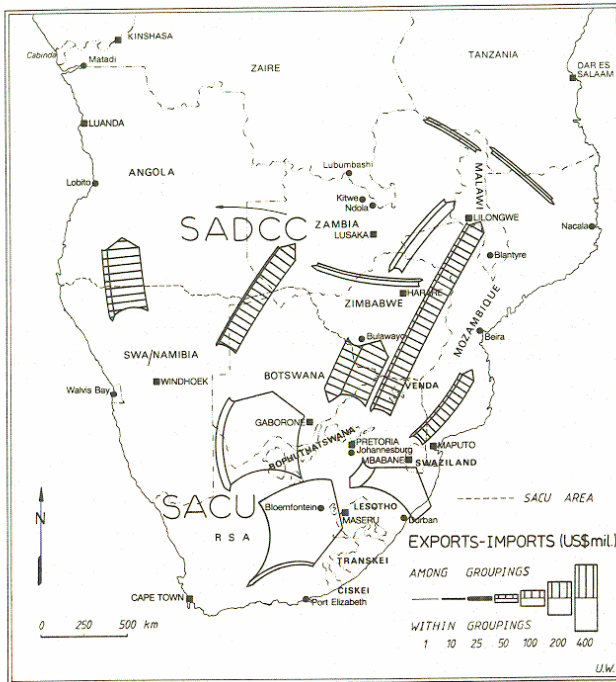 KINSHASA
Cabinda
Matadi
ZAIRE
TANZANIA
DAR ES
SALAAM
LUANDA
ANGOLA
Lobito
Lubumbashi
Kitwe
Ndola
MALAWI
SADCC
ZAMBIA
LUSAKA
LILONGWE
Nacala
Blantyre
HARARE
ZIMBABWE
MOZAMBIQUE
Bulawayo
Beira
SWA/NAMIBIA
WINDHOEK
Walvis Bay
BOTSWANA
VENDA
GABORONE
BOPHUTHATSWANA
PRETORIA
Johannesburg
MBABANE
MAPUTO
SWAZILAND
SACU
RSA
Bloemfontein
LESOTHO
MASERU
Durban
SACU AREA
N
TRANSKEI
CISKEI
CAPE TOWN
Port Elizabeth
0 250 500
km
EXPORTS-IMPORTS (US$mil.)
AMONG GROUPINGS
WITHIN GROUPINGS
1 10 25 50 100 200 400
U.W.